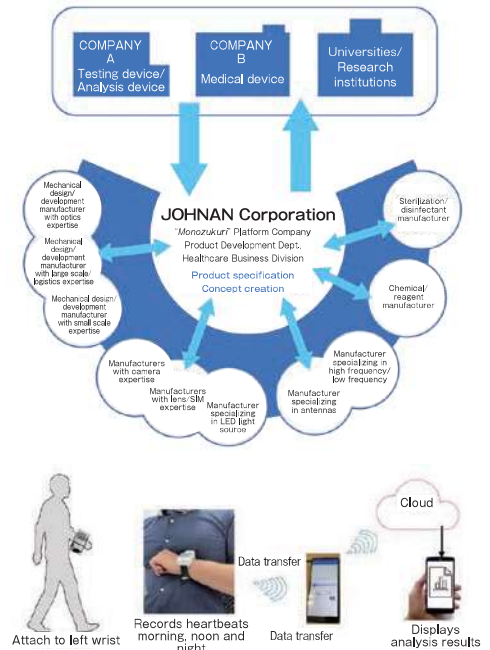 COMPANY
A
Testing device/
Analysis device
COMPANY
B
Medical device
Universities/
Research
institutions
JOHNAN Corporation
"Monozukuri" Platform Company
Product Development Dept.,
Healthcare Business Division
Product specification
Concept creation
Mechanical
design/
development
manufacturer
with optics
expertise
Mechanical
design/
development
manufacturer
with large scale/
logistics expertise
Mechanical design/
development
manufacturer
with small scale
expertise
Manufacturers
with camera
expertise
Manufacturers
with lens/SIM
expertise
Manufacturer
specializing
in LED light
source
Manufacturer
specializing
in antennas
Manufacturer
specializing in
high frequency/
low frequency
Chemical/
reagent
manufacturer
Sterilization/
disinfectant
manufacturer
Attach to left wrist
Records heartbeats
morning, noon and
night
Data transfer
Data transfer
Cloud
Displays
analysis results